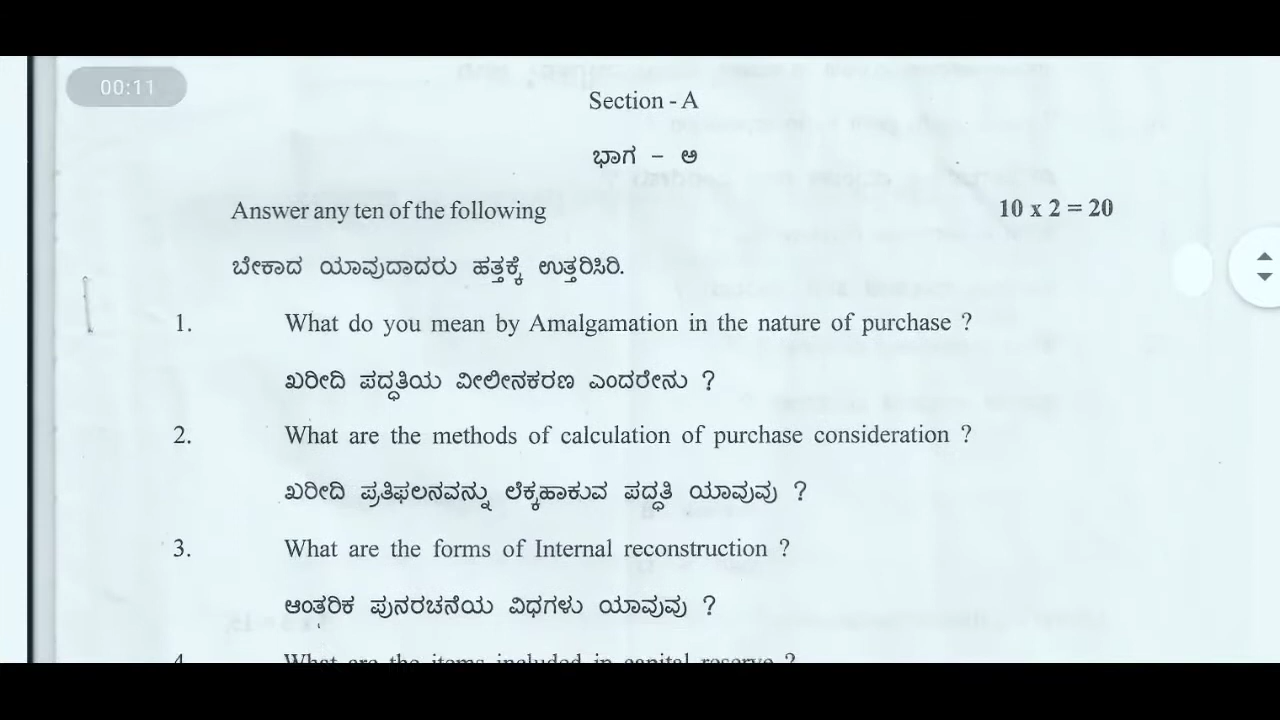 00:11
Section - A
ಭಾಗ – ಅ
Answer any ten of the following 10 x 2 = 20
ಬೇಕಾದ ಯಾವುದಾದರು ಹತ್ತಕ್ಕೆ ಉತ್ತರಿಸಿರಿ.
1. What do you mean by Amalgamation in the nature of purchase ?
ಖರೀದಿ ಪದ್ಧತಿಯ ವೀಲೀನಕರಣ ಎಂದರೇನು ?
2. What are the methods of calculation of purchase consideration ?
ಖರೀದಿ ಪ್ರತಿಫಲನವನ್ನು ಲೆಕ್ಕಹಾಕುವ ಪದ್ಧತಿ ಯಾವುವು ?
3. What are the forms of Internal reconstruction ?
ಆಂತ್ರರಿಕ ಪುನರಚನೆಯ ವಿಧಗಳು ಯಾವುವು ?
4. What are the items included in capital reserve ?